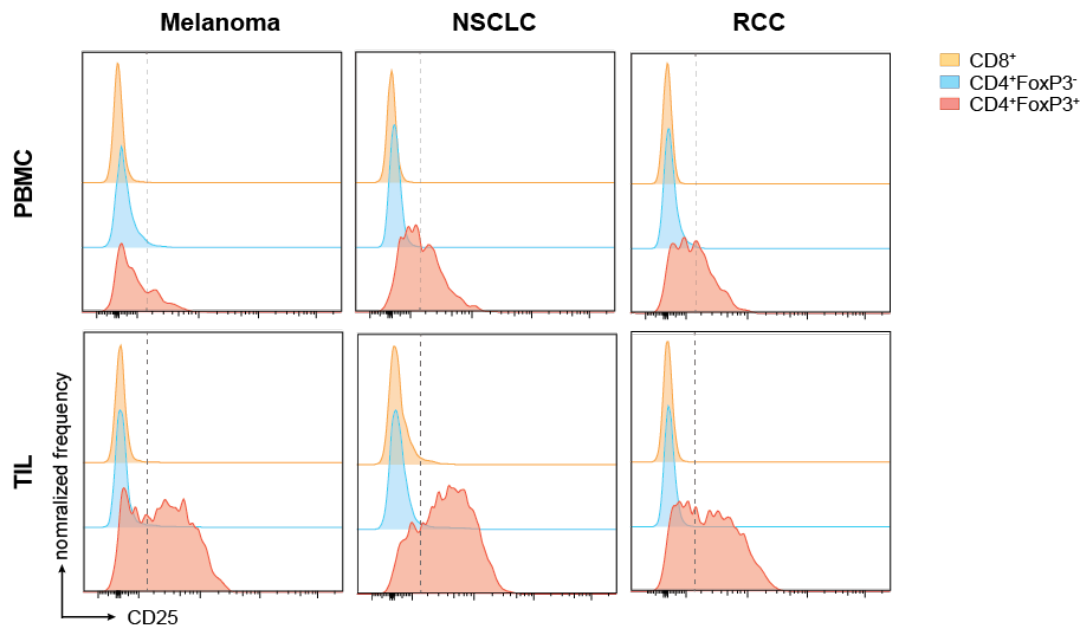 Melanoma NSCLC RCC
CD8⁺
CD4⁺FoxP3⁻
CD4⁺FoxP3⁺
PBMC
TIL
nomralized frequency
CD25